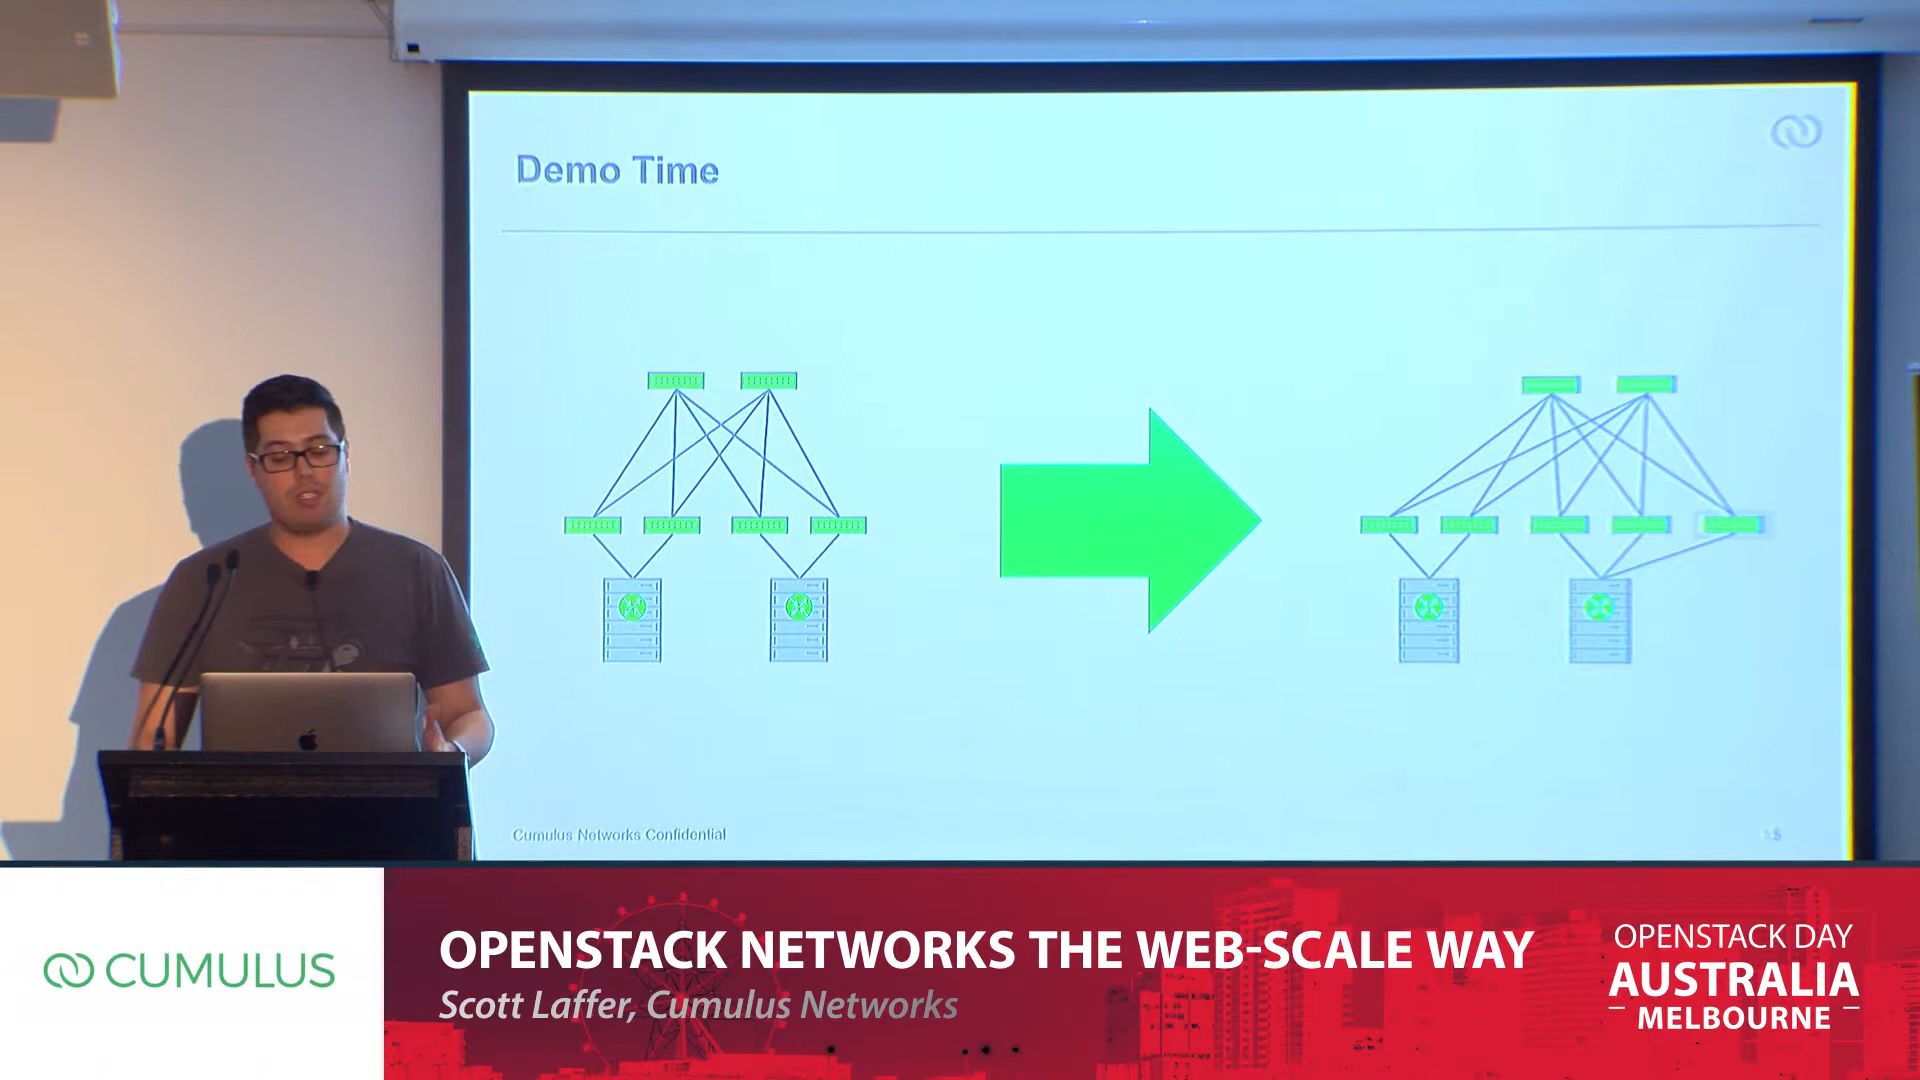 Demo Time
Cumulus Networks Confidential
CUMULUS
OPENSTACK NETWORKS THE WEB-SCALE WAY
Scott Laffer, Cumulus Networks
OPENSTACK DAY
AUSTRALIA
MELBOURNE